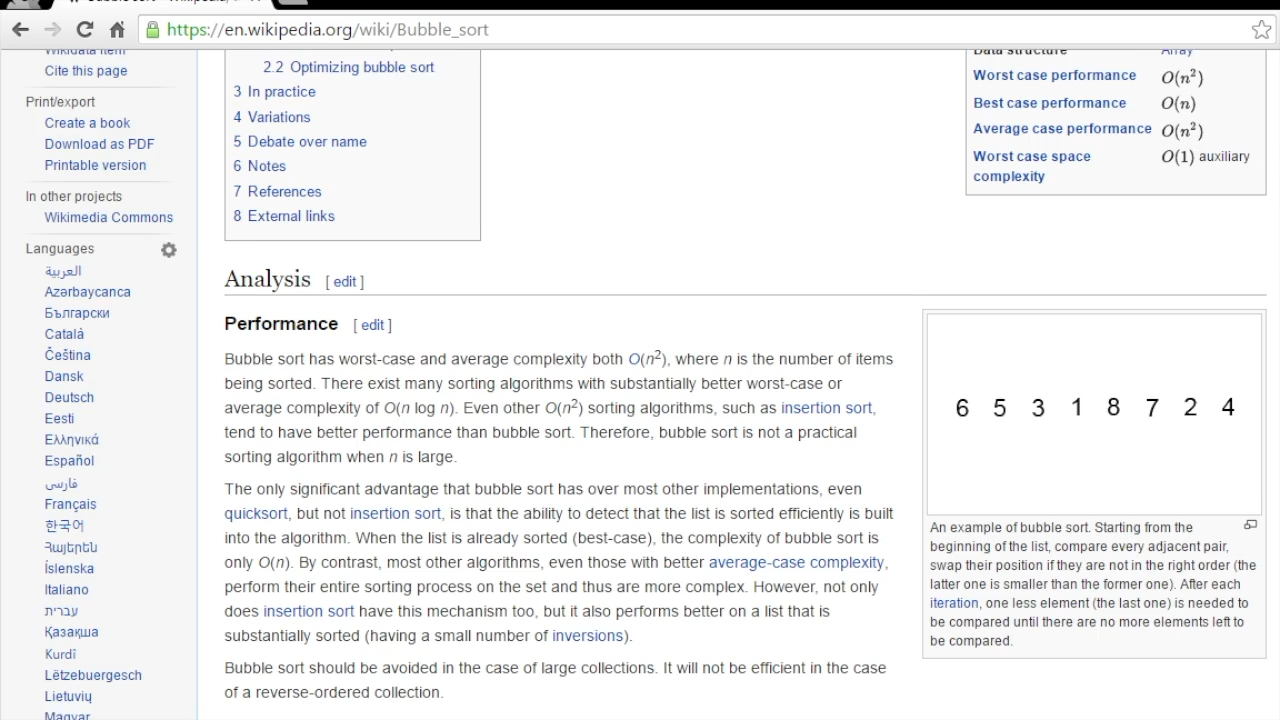 https://en.wikipedia.org/wiki/Bubble_sort
Wikidata item
Cite this page
Print/export
Create a book
Download as PDF
Printable version
In other projects
Wikimedia Commons
Languages
العربية
Azərbaycanca
Български
Català
Čeština
Dansk
Deutsch
Eesti
Ελληνικά
Español
فارسی
Français
한국어
Հայերեն
Íslenska
Italiano
עברית
Қазақша
Kurdî
Lëtzebuergesch
Lietuvių
Magyar
2.2 Optimizing bubble sort
3 In practice
4 Variations
5 Debate over name
6 Notes
7 References
8 External links
Data structure Array
Worst case performance O(n²)
Best case performance O(n)
Average case performance O(n²)
Worst case space O(1) auxiliary
complexity
Analysis [ edit ]
Performance [ edit ]
Bubble sort has worst-case and average complexity both O(n²), where n is the number of items
being sorted. There exist many sorting algorithms with substantially better worst-case or
average complexity of O(n log n). Even other O(n²) sorting algorithms, such as insertion sort,
tend to have better performance than bubble sort. Therefore, bubble sort is not a practical
sorting algorithm when n is large.
The only significant advantage that bubble sort has over most other implementations, even
quicksort, but not insertion sort, is that the ability to detect that the list is sorted efficiently is built
into the algorithm. When the list is already sorted (best-case), the complexity of bubble sort is
only O(n). By contrast, most other algorithms, even those with better average-case complexity,
perform their entire sorting process on the set and thus are more complex. However, not only
does insertion sort have this mechanism too, but it also performs better on a list that is
substantially sorted (having a small number of inversions).
Bubble sort should be avoided in the case of large collections. It will not be efficient in the case
of a reverse-ordered collection.
6 5 3 1 8 7 2 4
An example of bubble sort. Starting from the
beginning of the list, compare every adjacent pair,
swap their position if they are not in the right order (the
latter one is smaller than the former one). After each
iteration, one less element (the last one) is needed to
be compared until there are no more elements left to
be compared.